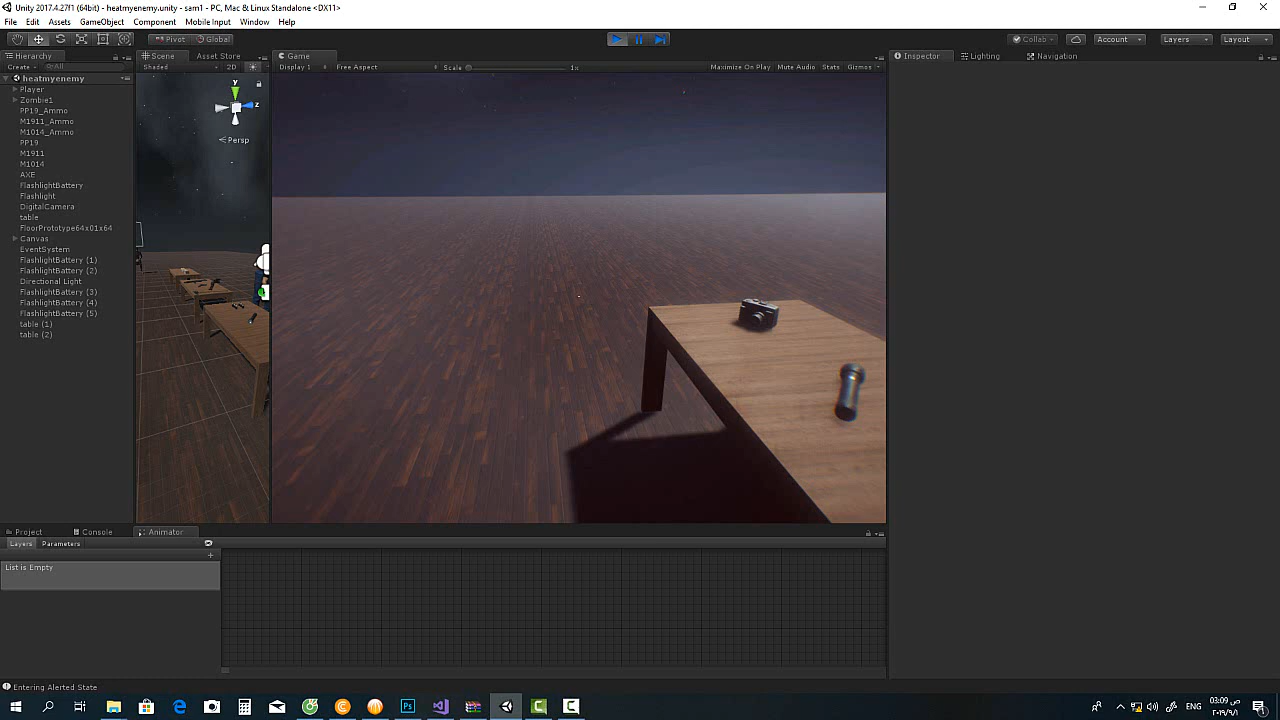 Unity 2017.4.27f1 (64bit) - heatmyenemy.unity - sam1 - PC, Mac & Linux Standalone <DX11>
File Edit Assets GameObject Component Mobile Input Window Help
Pivot Global Collab Account Layers Layout
Hierarchy Scene Asset Store Game Inspector Lighting Navigation
Create All Shaded 2D Display 1 Free Aspect Scale 1x Maximize On Play Mute Audio Stats Gizmos
heatmyenemy
Player
Zombie1
PP19_Ammo
M1911_Ammo
M1014_Ammo
PP19
M1911
M1014
AXE
FlashlightBattery
Flashlight
DigitalCamera
table
FloorPrototype64x01x64
Canvas
EventSystem
FlashlightBattery (1)
FlashlightBattery (2)
Directional Light
FlashlightBattery (3)
FlashlightBattery (4)
FlashlightBattery (5)
table (1)
table (2)
y
z
Persp
Project Console Animator
Layers Parameters
List is Empty
Entering Alerted State
Ps ENG
03:09 ص